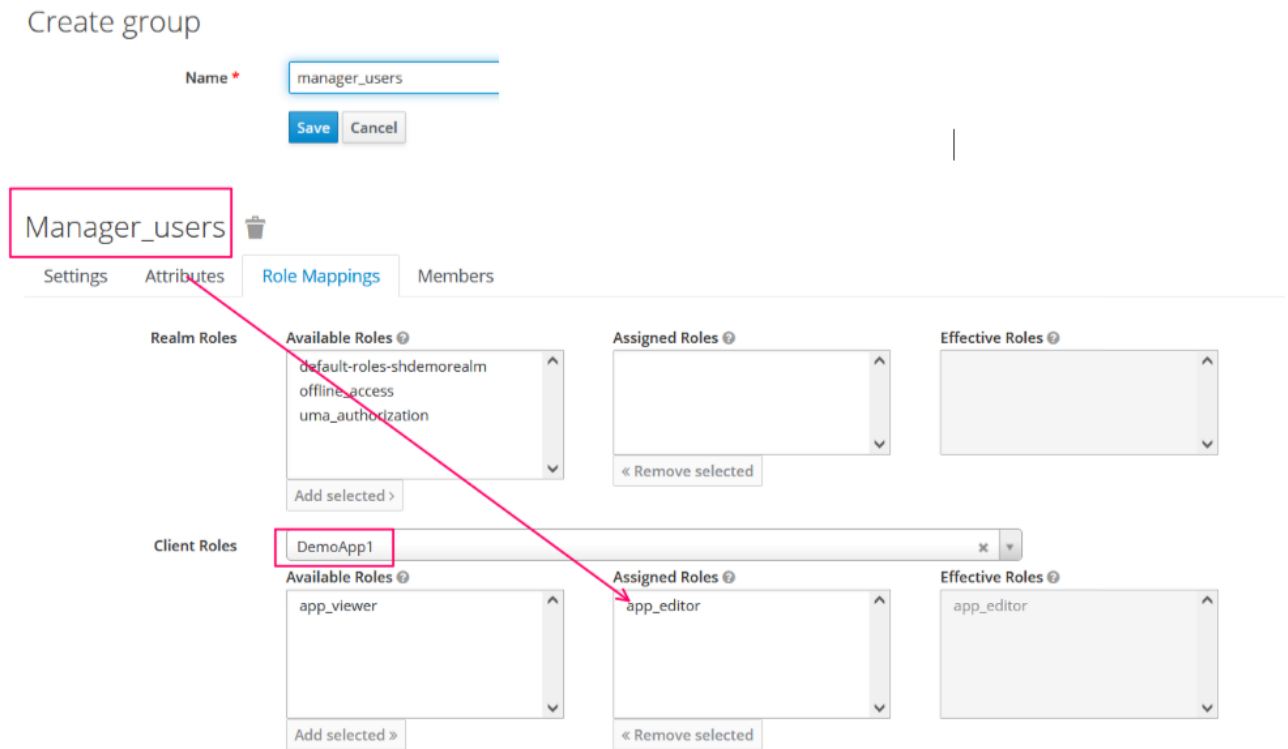 Create group
Name *
manager_users
Save Cancel
Manager_users
Settings Attributes Role Mappings Members
Realm Roles Available Roles Assigned Roles Effective Roles
default-roles-shdemorealm
offline_access
uma_authorization
« Remove selected
Add selected ›
Client Roles DemoApp1
Available Roles Assigned Roles Effective Roles
app_viewer app_editor app_editor
Add selected » « Remove selected